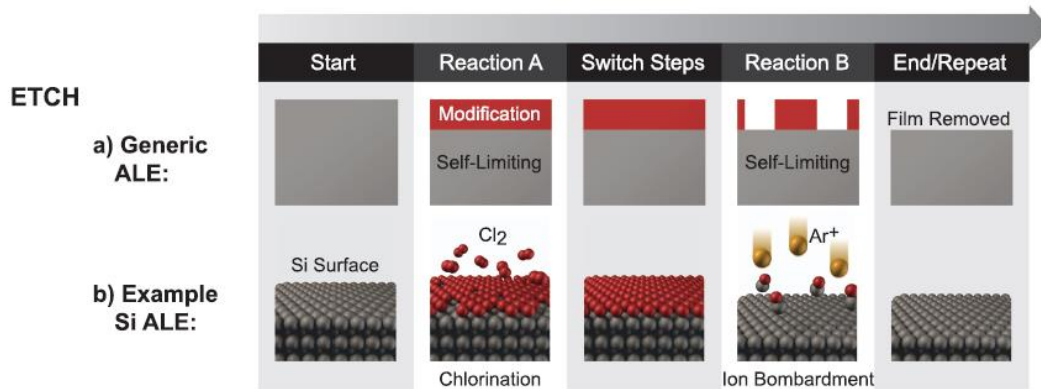 Start
Reaction A
Switch Steps
Reaction B
End/Repeat
ETCH
a) Generic
ALE:
Modification
Self-Limiting
Self-Limiting
Film Removed
b) Example
Si ALE:
Si Surface
Cl2
Chlorination
Ar+
Ion Bombardment